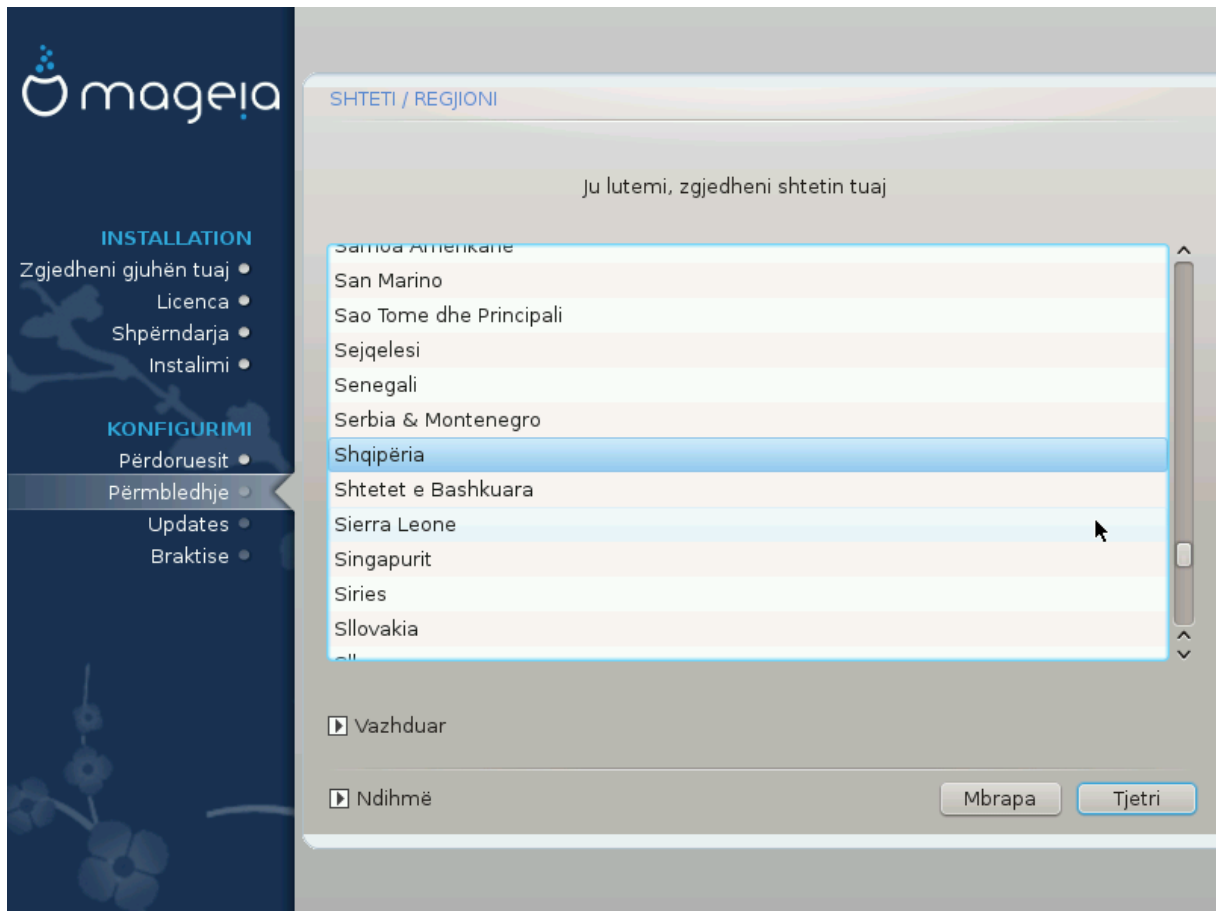 mageia
INSTALLATION
Zgjedheni gjuhën tuaj
Licenca
Shpërndarja
Instalimi
KONFIGURIMI
Përdoruesit
Përmbledhje
Updates
Braktise
SHTETI / REGJIONI
Ju lutemi, zgjedheni shtetin tuaj
Samoa Amerikane
San Marino
Sao Tome dhe Principali
Sejqelesi
Senegali
Serbia & Montenegro
Shqipëria
Shtetet e Bashkuara
Sierra Leone
Singapurit
Siries
Sllovakia
Vazhduar
Ndihmë
Mbrapa
Tjetri